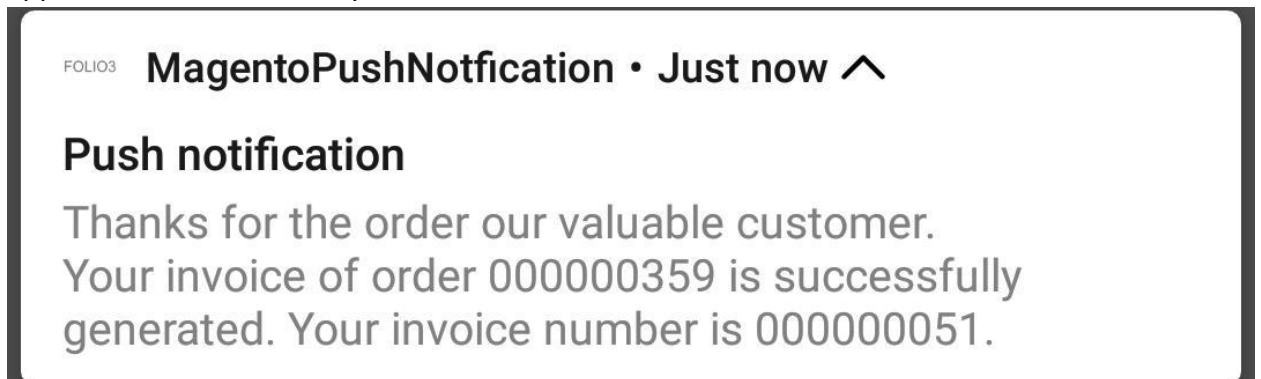 FOLIO3 MagentoPushNotfication • Just now
Push notification
Thanks for the order our valuable customer.
Your invoice of order 000000359 is successfully
generated. Your invoice number is 000000051.